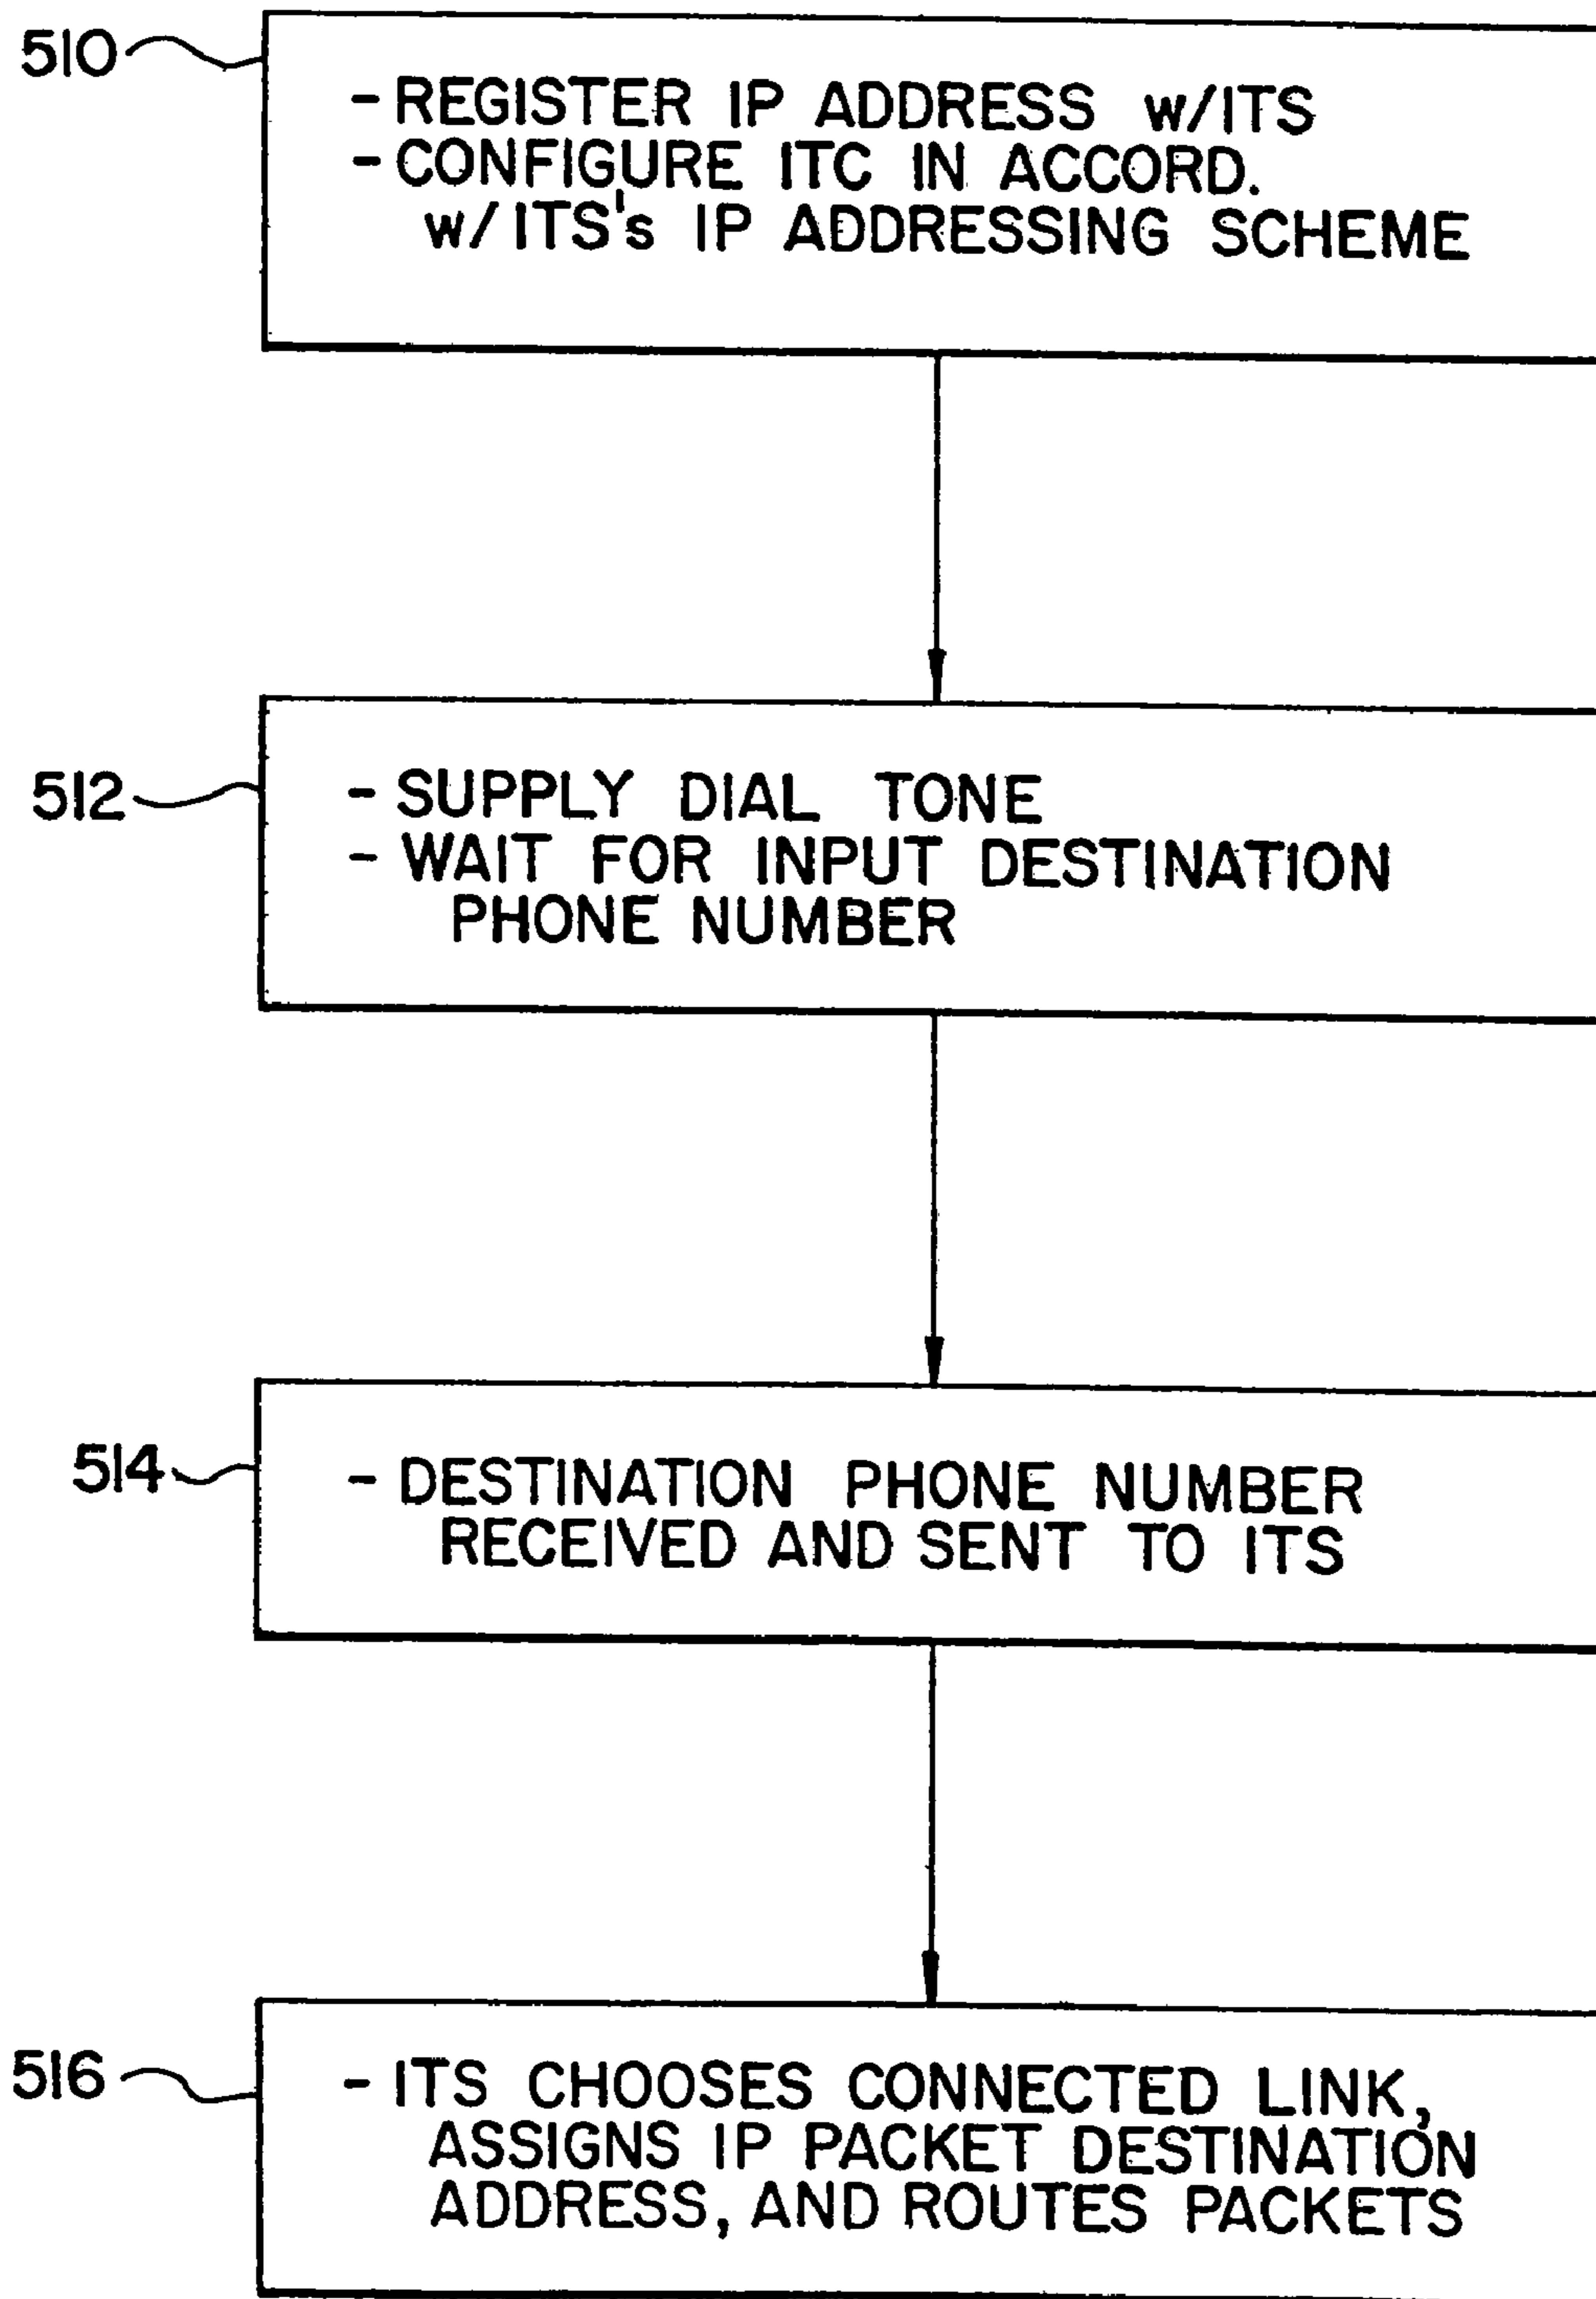 510
- REGISTER IP ADDRESS w/ITS
- CONFIGURE ITC IN ACCORD.
w/ITS's IP ADDRESSING SCHEME
512
- SUPPLY DIAL TONE
- WAIT FOR INPUT DESTINATION
PHONE NUMBER
514
- DESTINATION PHONE NUMBER
RECEIVED AND SENT TO ITS
516
- ITS CHOOSES CONNECTED LINK,
ASSIGNS IP PACKET DESTINATION
ADDRESS, AND ROUTES PACKETS